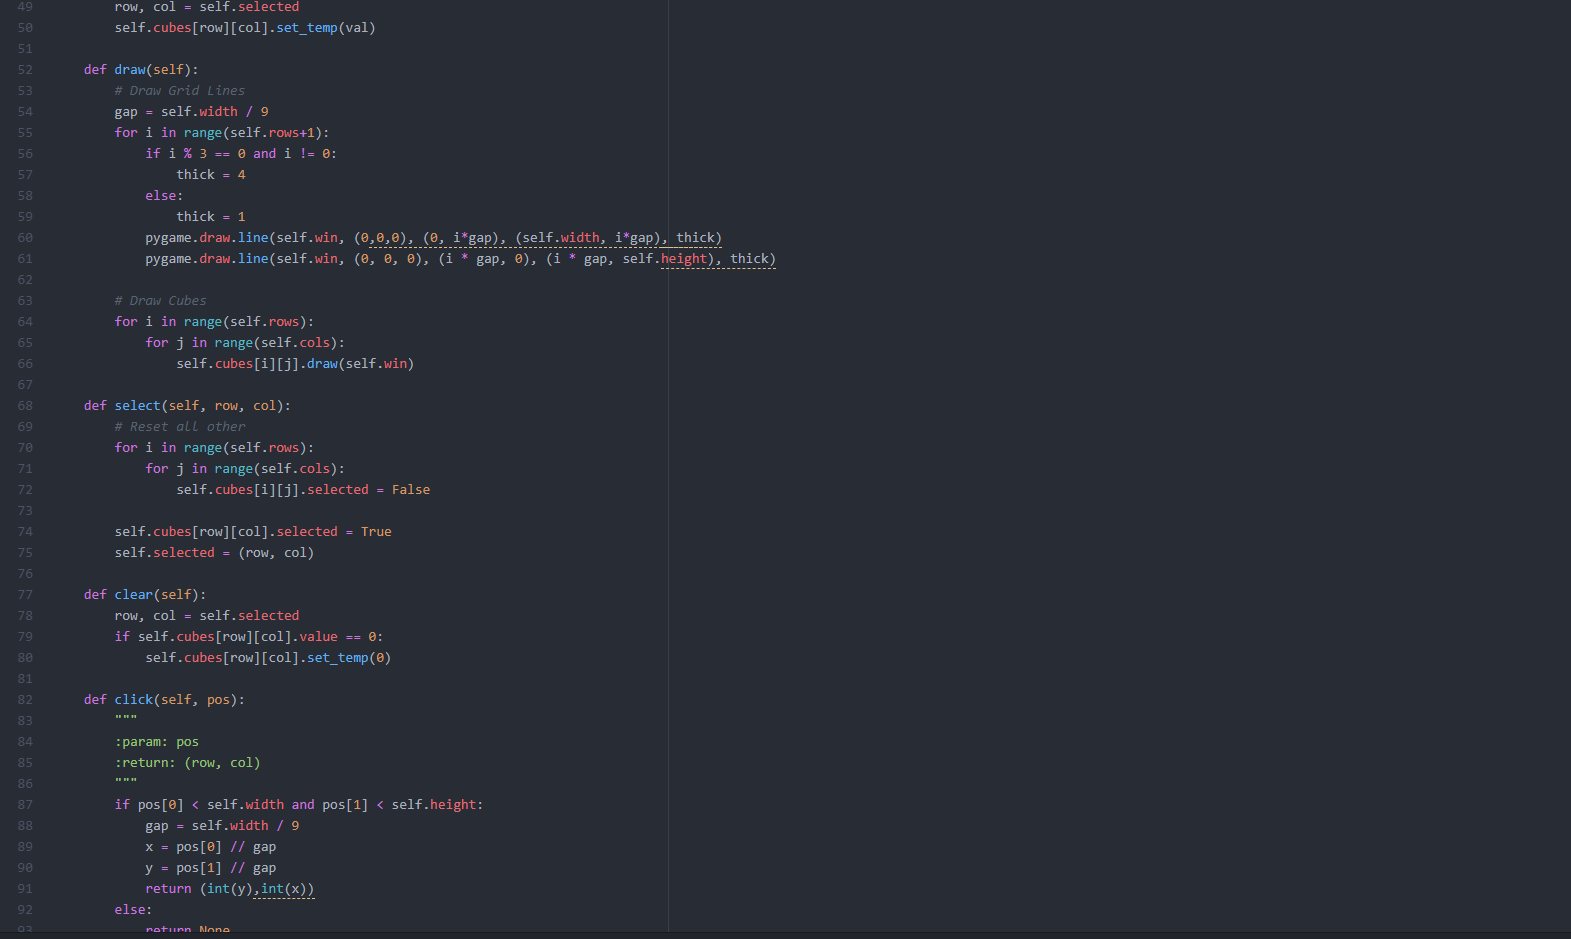 49 row, col = self.selected
50 self.cubes[row][col].set_temp(val)
51
52 def draw(self):
53 # Draw Grid Lines
54 gap = self.width / 9
55 for i in range(self.rows+1):
56 if i % 3 == 0 and i != 0:
57 thick = 4
58 else:
59 thick = 1
60 pygame.draw.line(self.win, (0,0,0), (0, i*gap), (self.width, i*gap), thick)
61 pygame.draw.line(self.win, (0, 0, 0), (i * gap, 0), (i * gap, self.height), thick)
62
63 # Draw Cubes
64 for i in range(self.rows):
65 for j in range(self.cols):
66 self.cubes[i][j].draw(self.win)
67
68 def select(self, row, col):
69 # Reset all other
70 for i in range(self.rows):
71 for j in range(self.cols):
72 self.cubes[i][j].selected = False
73
74 self.cubes[row][col].selected = True
75 self.selected = (row, col)
76
77 def clear(self):
78 row, col = self.selected
79 if self.cubes[row][col].value == 0:
80 self.cubes[row][col].set_temp(0)
81
82 def click(self, pos):
83 """
84 :param: pos
85 :return: (row, col)
86 """
87 if pos[0] < self.width and pos[1] < self.height:
88 gap = self.width / 9
89 x = pos[0] // gap
90 y = pos[1] // gap
91 return (int(y),int(x))
92 else:
93 return None